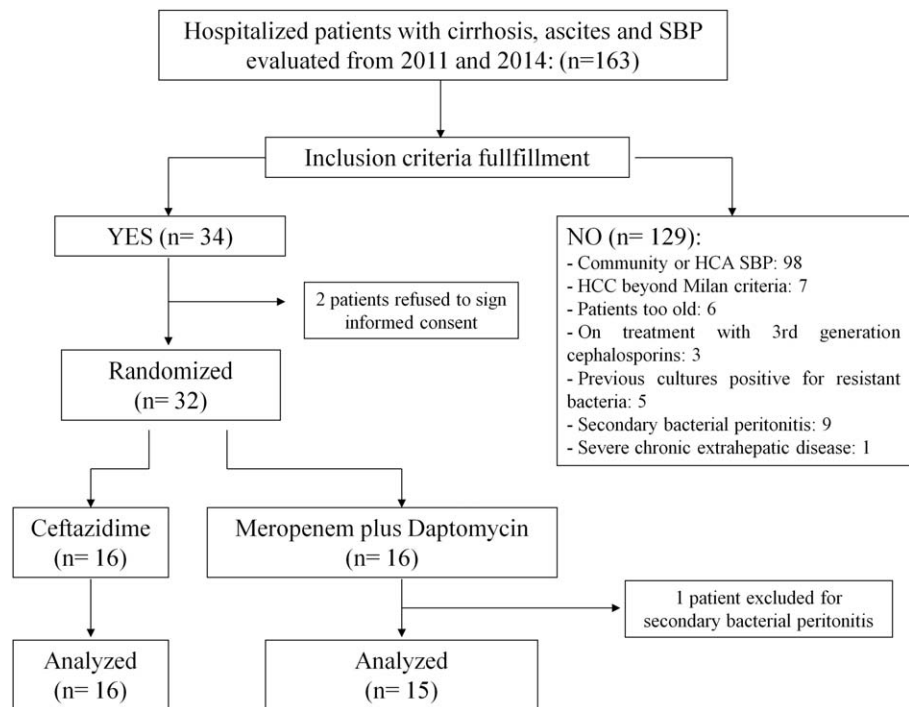 Hospitalized patients with cirrhosis, ascites and SBP
evaluated from 2011 and 2014: (n=163)
Inclusion criteria fullfillment
YES (n= 34)
NO (n= 129):
- Community or HCA SBP: 98
- HCC beyond Milan criteria: 7
- Patients too old: 6
- On treatment with 3rd generation
cephalosporins: 3
- Previous cultures positive for resistant
bacteria: 5
- Secondary bacterial peritonitis: 9
- Severe chronic extrahepatic disease: 1
2 patients refused to sign
informed consent
Randomized
(n= 32)
Ceftazidime
(n= 16)
Meropenem plus Daptomycin
(n= 16)
1 patient excluded for
secondary bacterial peritonitis
Analyzed
(n= 16)
Analyzed
(n= 15)